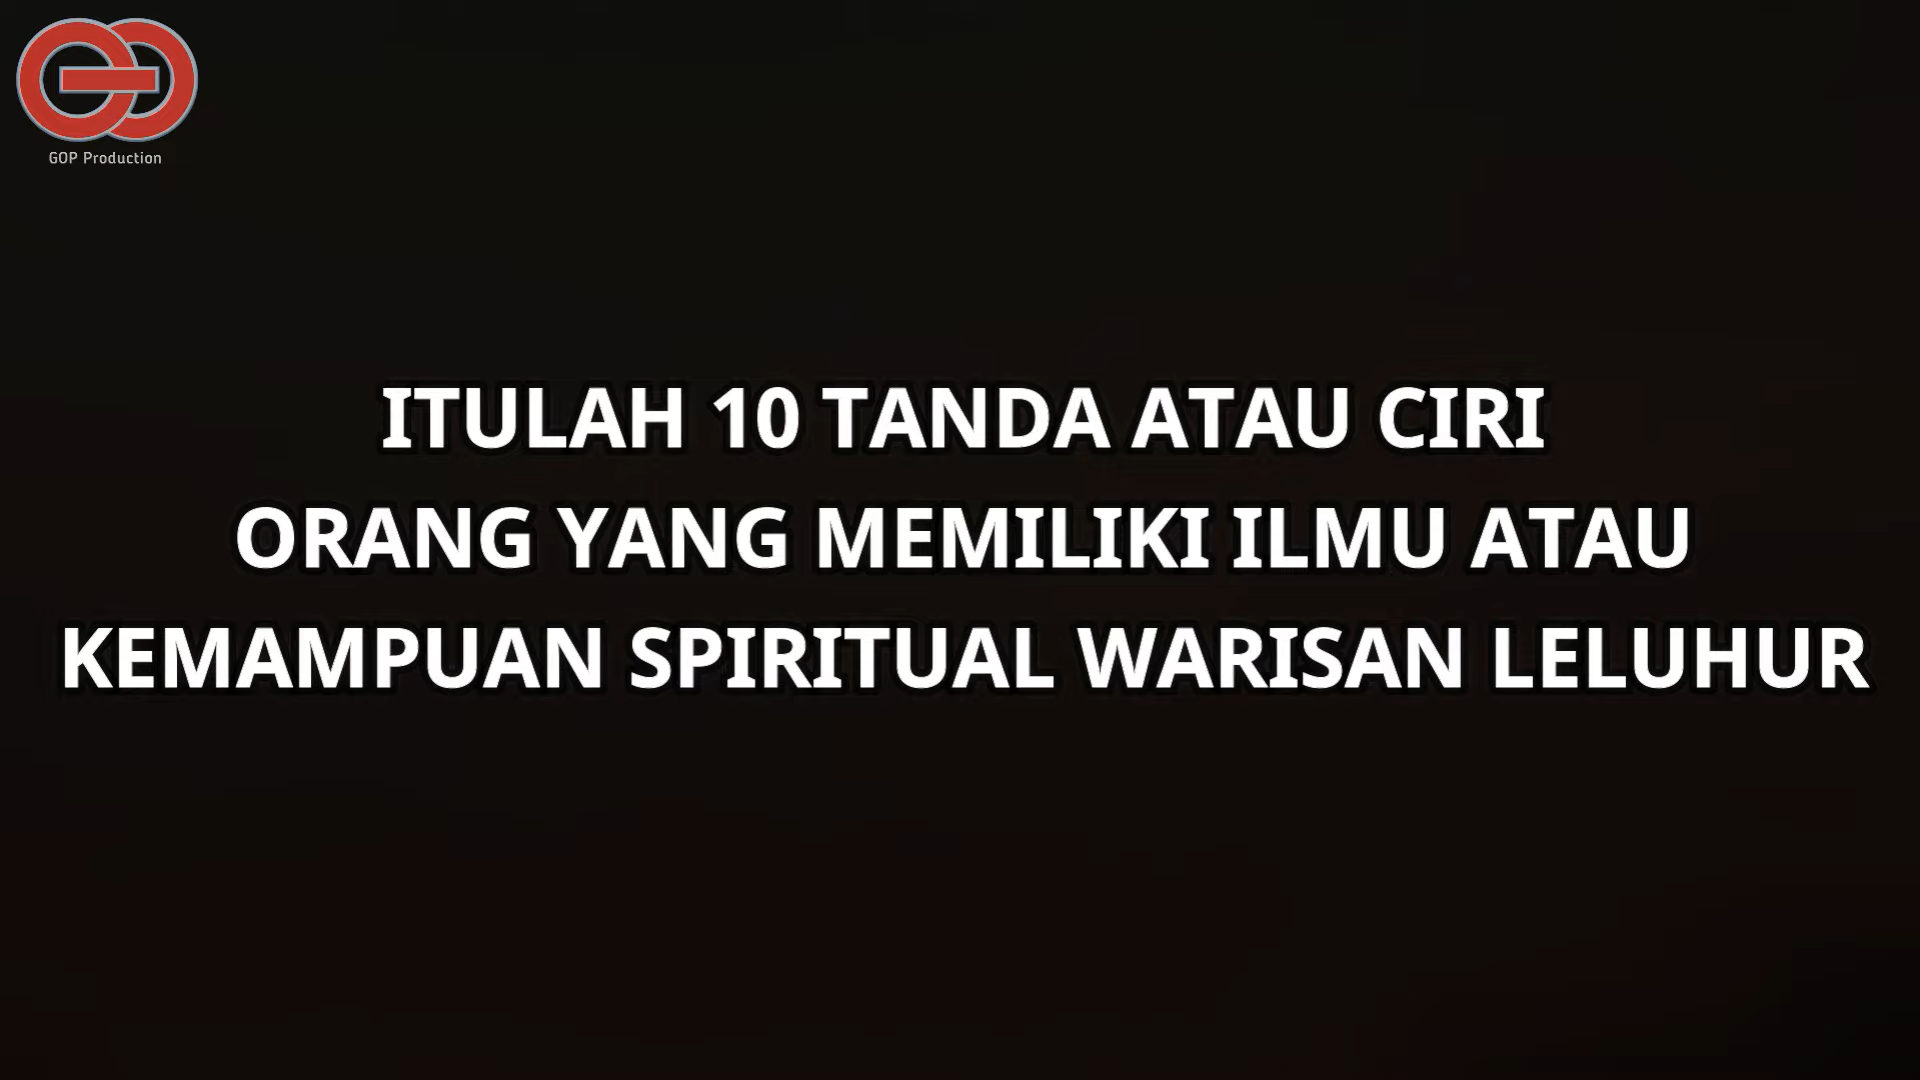 GOP Production
ITULAH 10 TANDA ATAU CIRI
ORANG YANG MEMILIKI ILMU ATAU
KEMAMPUAN SPIRITUAL WARISAN LELUHUR